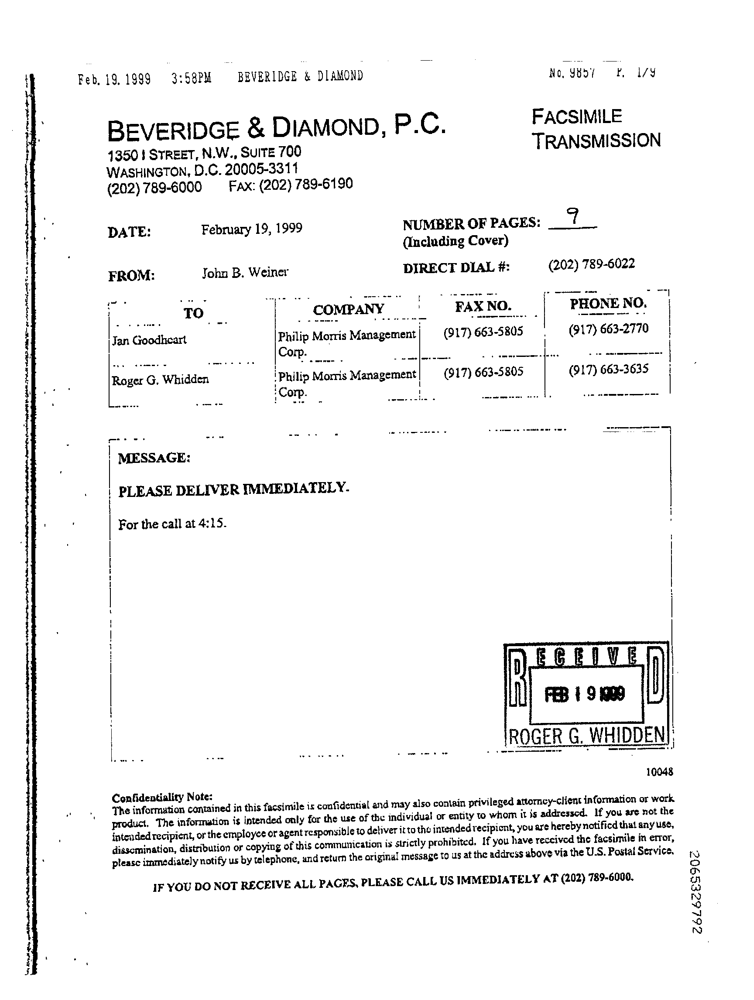 Feb. 19. 1999 3:58PM BEVERIDGE & DIAMOND No. 9857 P. 1/9
BEVERIDGE & DIAMOND, P.C.
1350 I STREET, N.W., SUITE 700
WASHINGTON, D.C. 20005-3311
(202) 789-6000 FAX: (202) 789-6190
FACSIMILE
TRANSMISSION
DATE: February 19, 1999
NUMBER OF PAGES: 9
(Including Cover)
FROM: John B. Weiner
DIRECT DIAL #: (202) 789-6022
TO COMPANY FAX NO. PHONE NO.
Jan Goodheart Philip Morris Management (917) 663-5805 (917) 663-2770
Corp.
Roger G. Whidden Philip Morris Management (917) 663-5805 (917) 663-3635
Corp.
MESSAGE:
PLEASE DELIVER IMMEDIATELY.
For the call at 4:15.
RECEIVED
FEB 19 1999
ROGER G. WHIDDEN
10048
Confidentiality Note:
The information contained in this facsimile is confidential and may also contain privileged attorney-client information or work
product. The information is intended only for the use of the individual or entity to whom it is addressed. If you are not the
intended recipient, or the employee or agent responsible to deliver it to the intended recipient, you are hereby notified that any use,
dissemination, distribution or copying of this communication is strictly prohibited. If you have received the facsimile in error,
please immediately notify us by telephone, and return the original message to us at the address above via the U.S. Postal Service.
IF YOU DO NOT RECEIVE ALL PAGES, PLEASE CALL US IMMEDIATELY AT (202) 789-6000.
2065329792